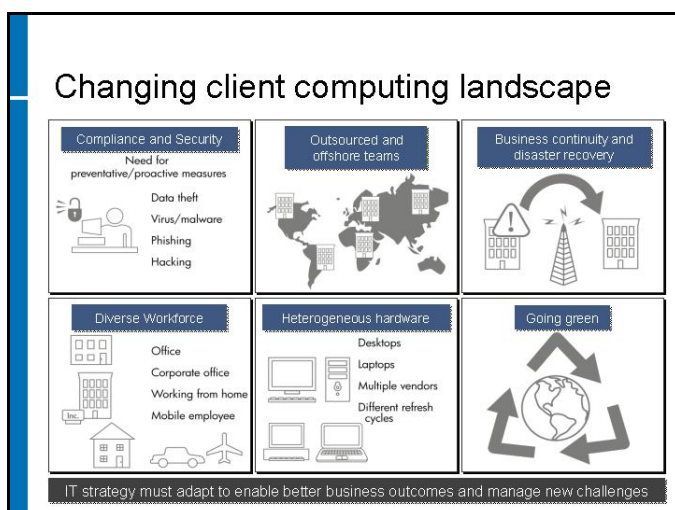 Changing client computing landscape
Compliance and Security
Need for
preventative/proactive measures
Data theft
Virus/malware
Phishing
Hacking
Outsourced and
offshore teams
Business continuity and
disaster recovery
!
Diverse Workforce
Office
Corporate office
Working from home
Mobile employee
Inc.
Heterogeneous hardware
Desktops
Laptops
Multiple vendors
Different refresh
cycles
Going green
IT strategy must adapt to enable better business outcomes and manage new challenges